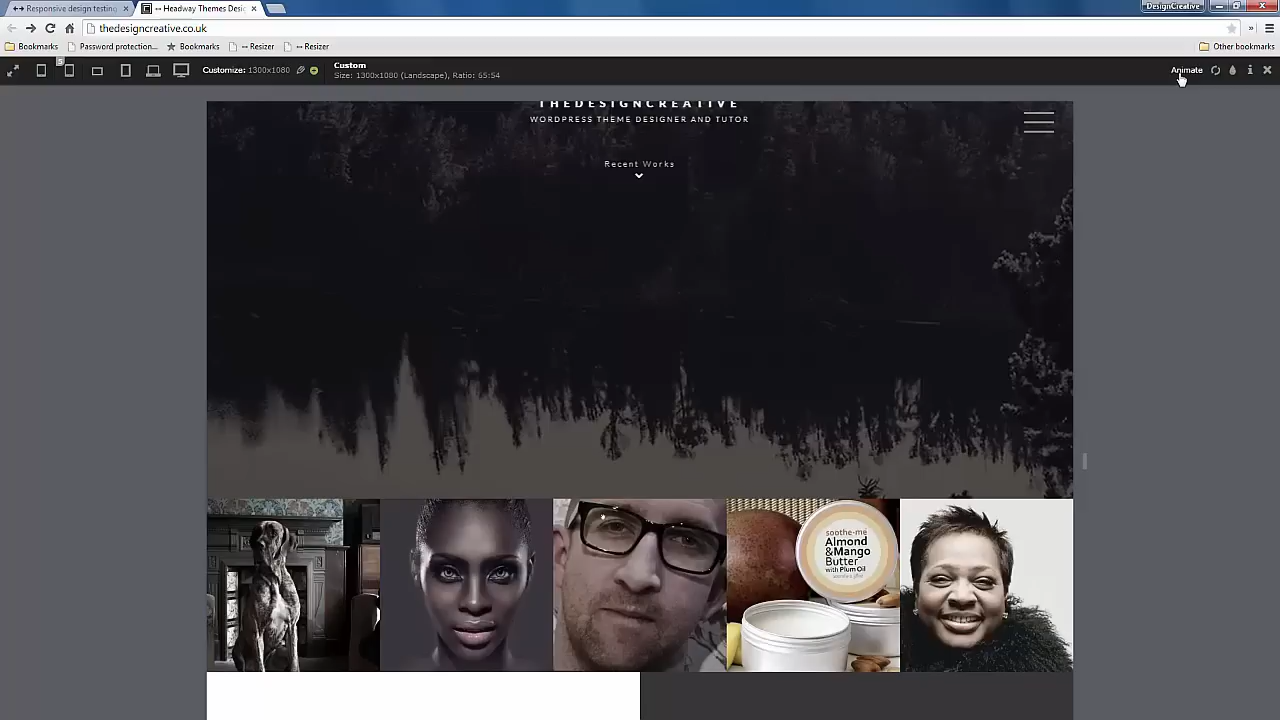 Responsive design testing
Headway Themes Desi
DesignCreative
thedesigncreative.co.uk
Bookmarks
Password protection...
Bookmarks
Resizer
Resizer
Other bookmarks
5
Customize: 1300x1080
Custom
Size: 1300x1080 (Landscape), Ratio: 65:54
Animate
THEDESIGNCREATIVE
WORDPRESS THEME DESIGNER AND TUTOR
Recent Works
soothe-me
Almond
&Mango
Butter
with Plum Oil